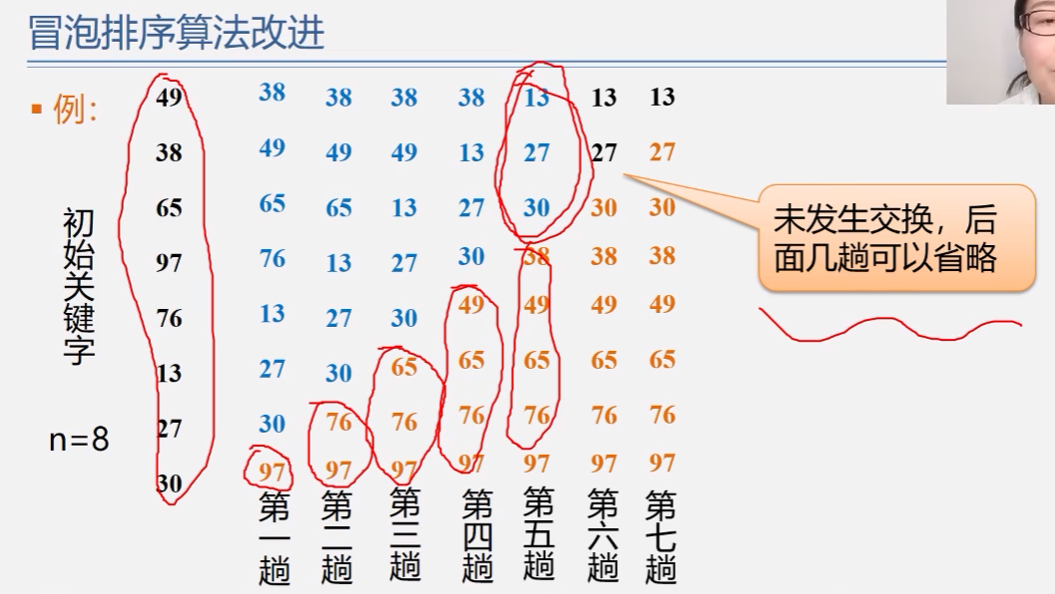 冒泡排序算法改进
例：
初始关键字
n=8
49 38 38 38 38 13 13 13
38 49 49 49 13 27 27 27
65 65 65 13 27 30 30 30
97 76 13 27 30 38 38 38
76 13 27 30 49 49 49 49
13 27 30 65 65 65 65 65
27 30 76 76 76 76 76 76
30 97 97 97 97 97 97 97
第一趟 第二趟 第三趟 第四趟 第五趟 第六趟 第七趟
未发生交换，后
面几趟可以省略